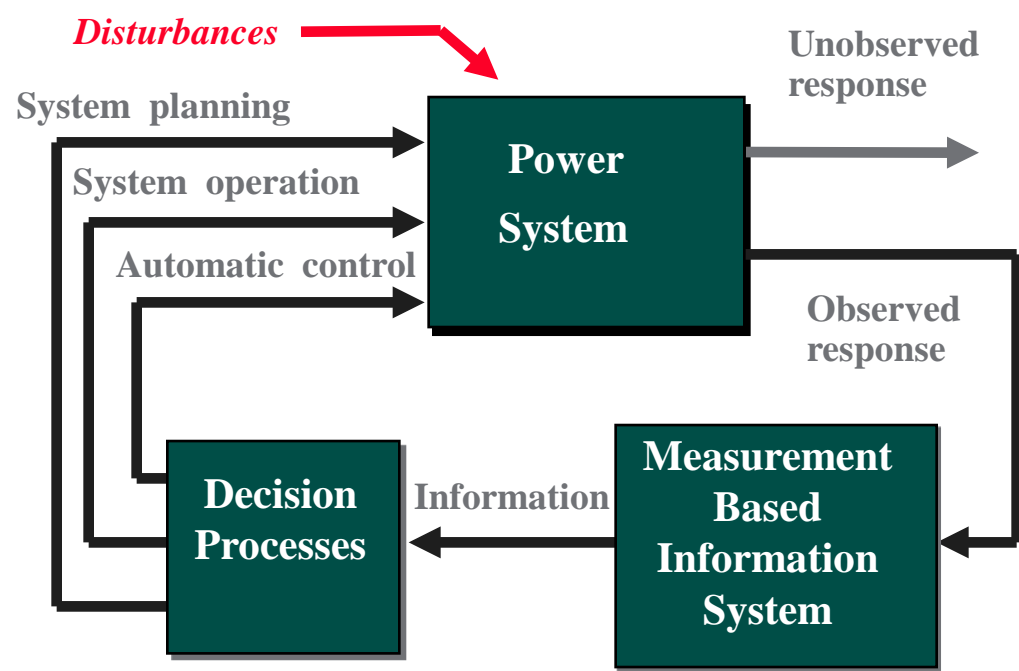 Disturbances
Unobserved
response
System planning
Power
System
System operation
Automatic control
Observed
response
Measurement
Based
Information
System
Information
Decision
Processes